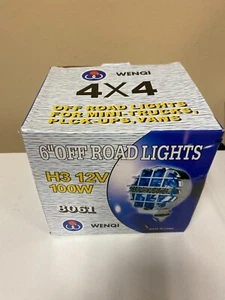 WENQI
4X4
OFF ROAD LIGHTS
FOR MINI-TRUCKS,
PLCK-UPS, VANS
6"OFF ROAD LIGHTS
H3 12V
100W
8061
WENQI